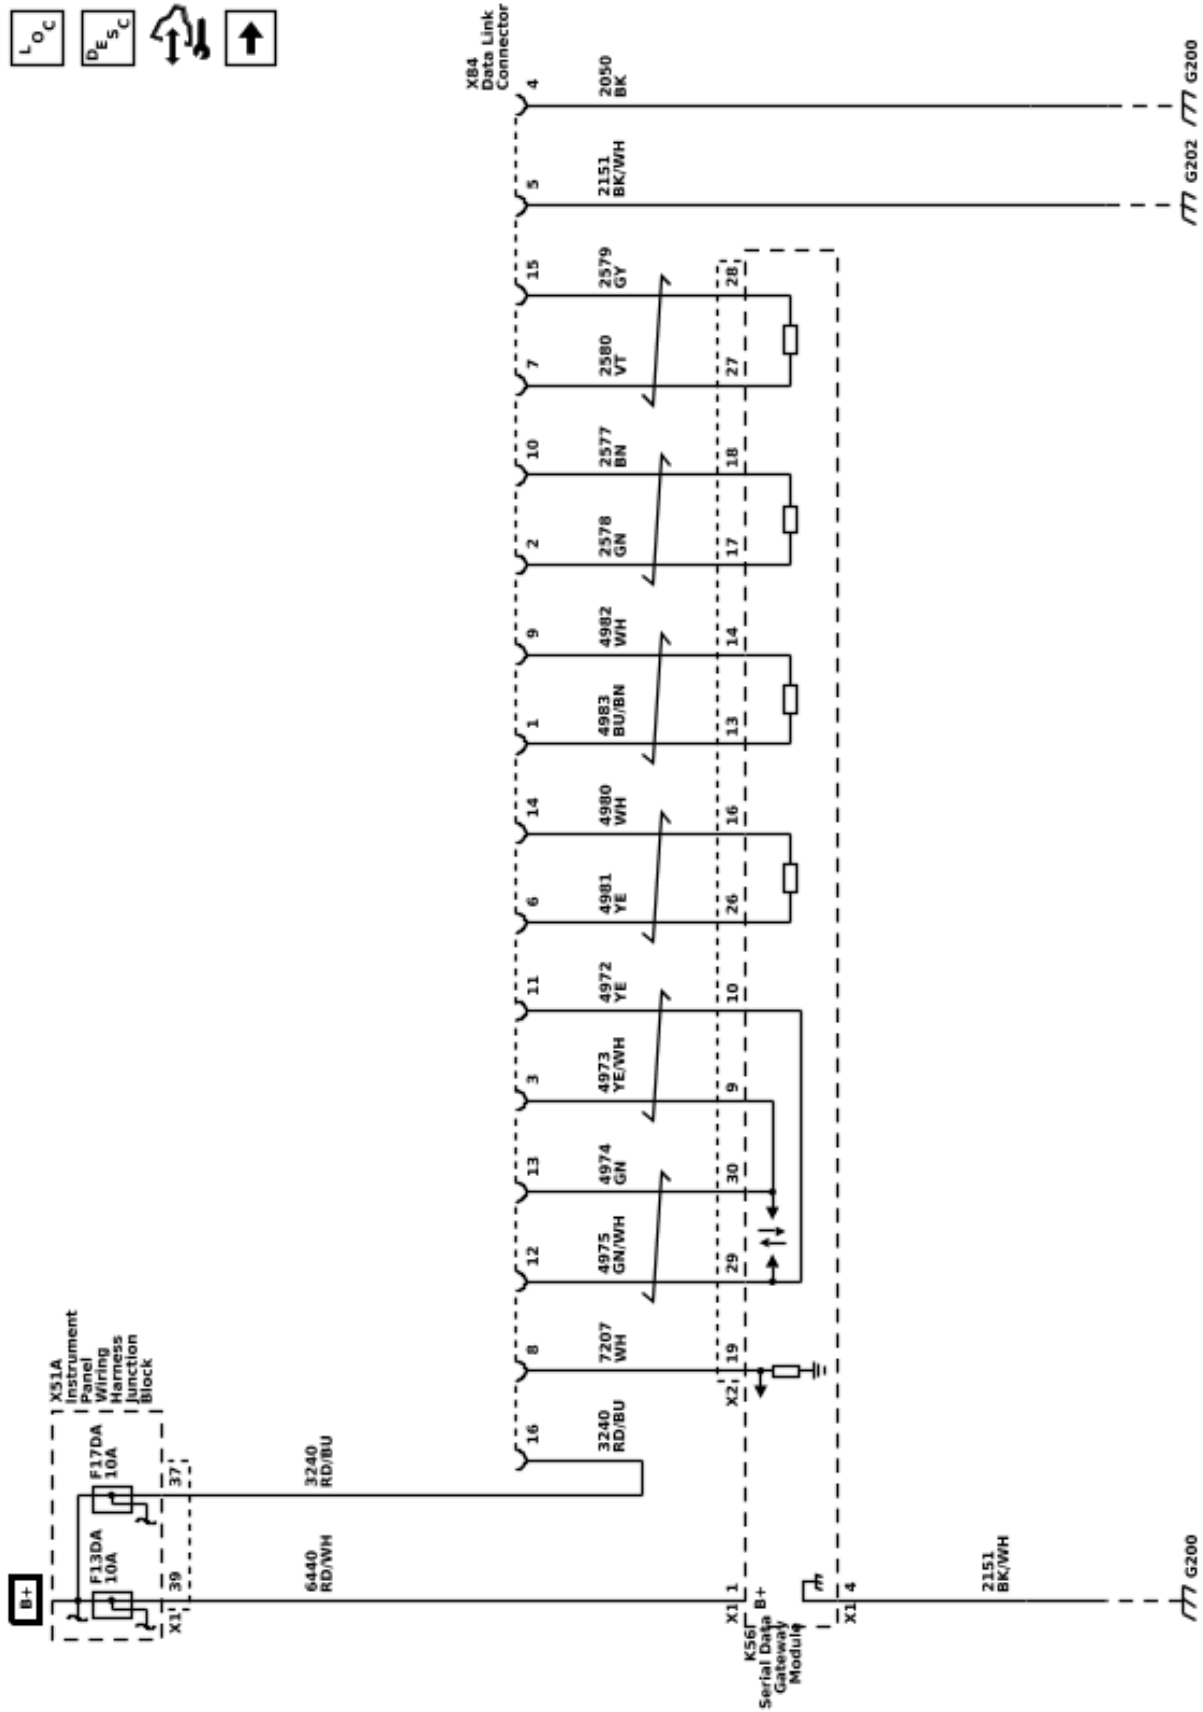 LOC
DESC
B+
X51A
Instrument
Panel
Wiring
Harness
Junction
Block
F13DA
10A
F17DA
10A
X1
39
37
6440
RD/WH
3240
RD/BU
X84
Data Link
Connector
16
8
12
13
3
11
6
14
1
9
2
10
7
15
5
4
3240
RD/BU
7207
WH
4975
GN/WH
4974
GN
4973
YE/WH
4972
YE
4981
YE
4980
WH
4983
BU/BN
4982
WH
2578
GN
2577
BN
2580
VT
2579
GY
2151
BK/WH
2050
BK
X1
1
X2
19
29
30
9
10
26
16
13
14
17
18
27
28
B+
K56
Serial Data
Gateway
Module
X1
4
2151
BK/WH
G200
G202
G200